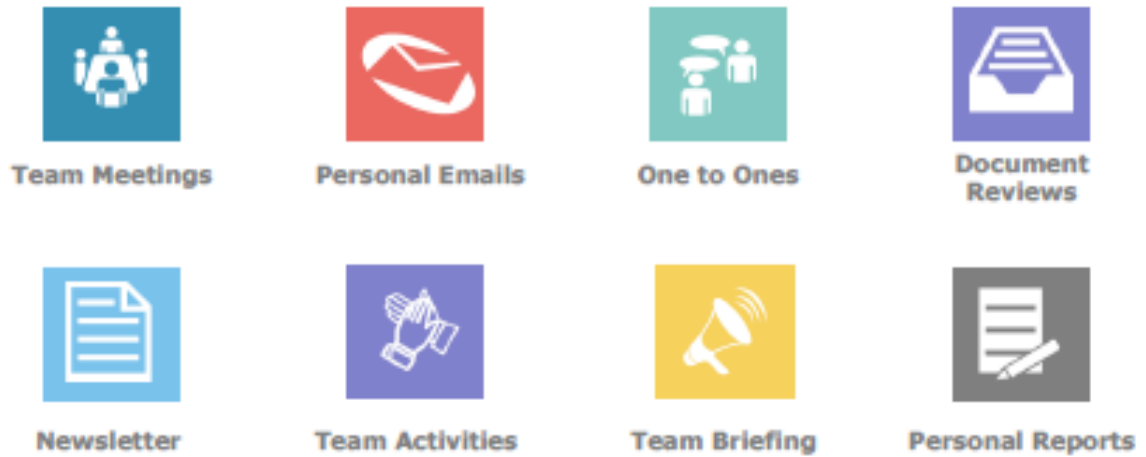 Team Meetings
Personal Emails
One to Ones
Document
Reviews
Newsletter
Team Activities
Team Briefing
Personal Reports